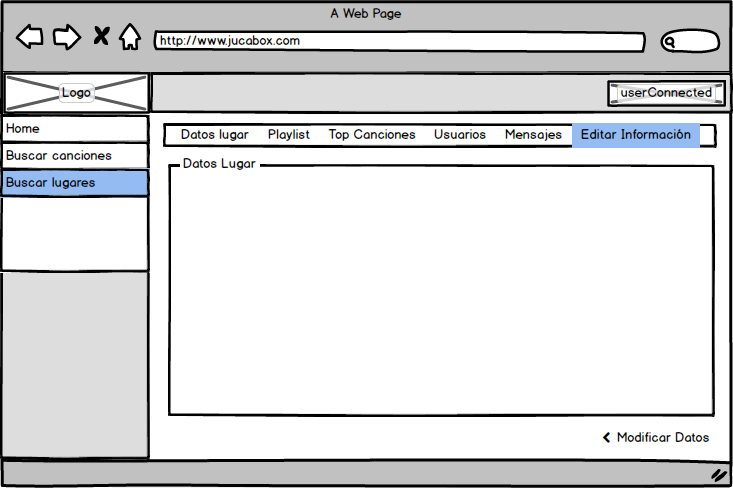 A Web Page
http://www.jucabox.com
Logo
userConnected
Home
Buscar canciones
Buscar lugares
Datos lugar Playlist Top Canciones Usuarios Mensajes Editar Información
Datos Lugar
Modificar Datos